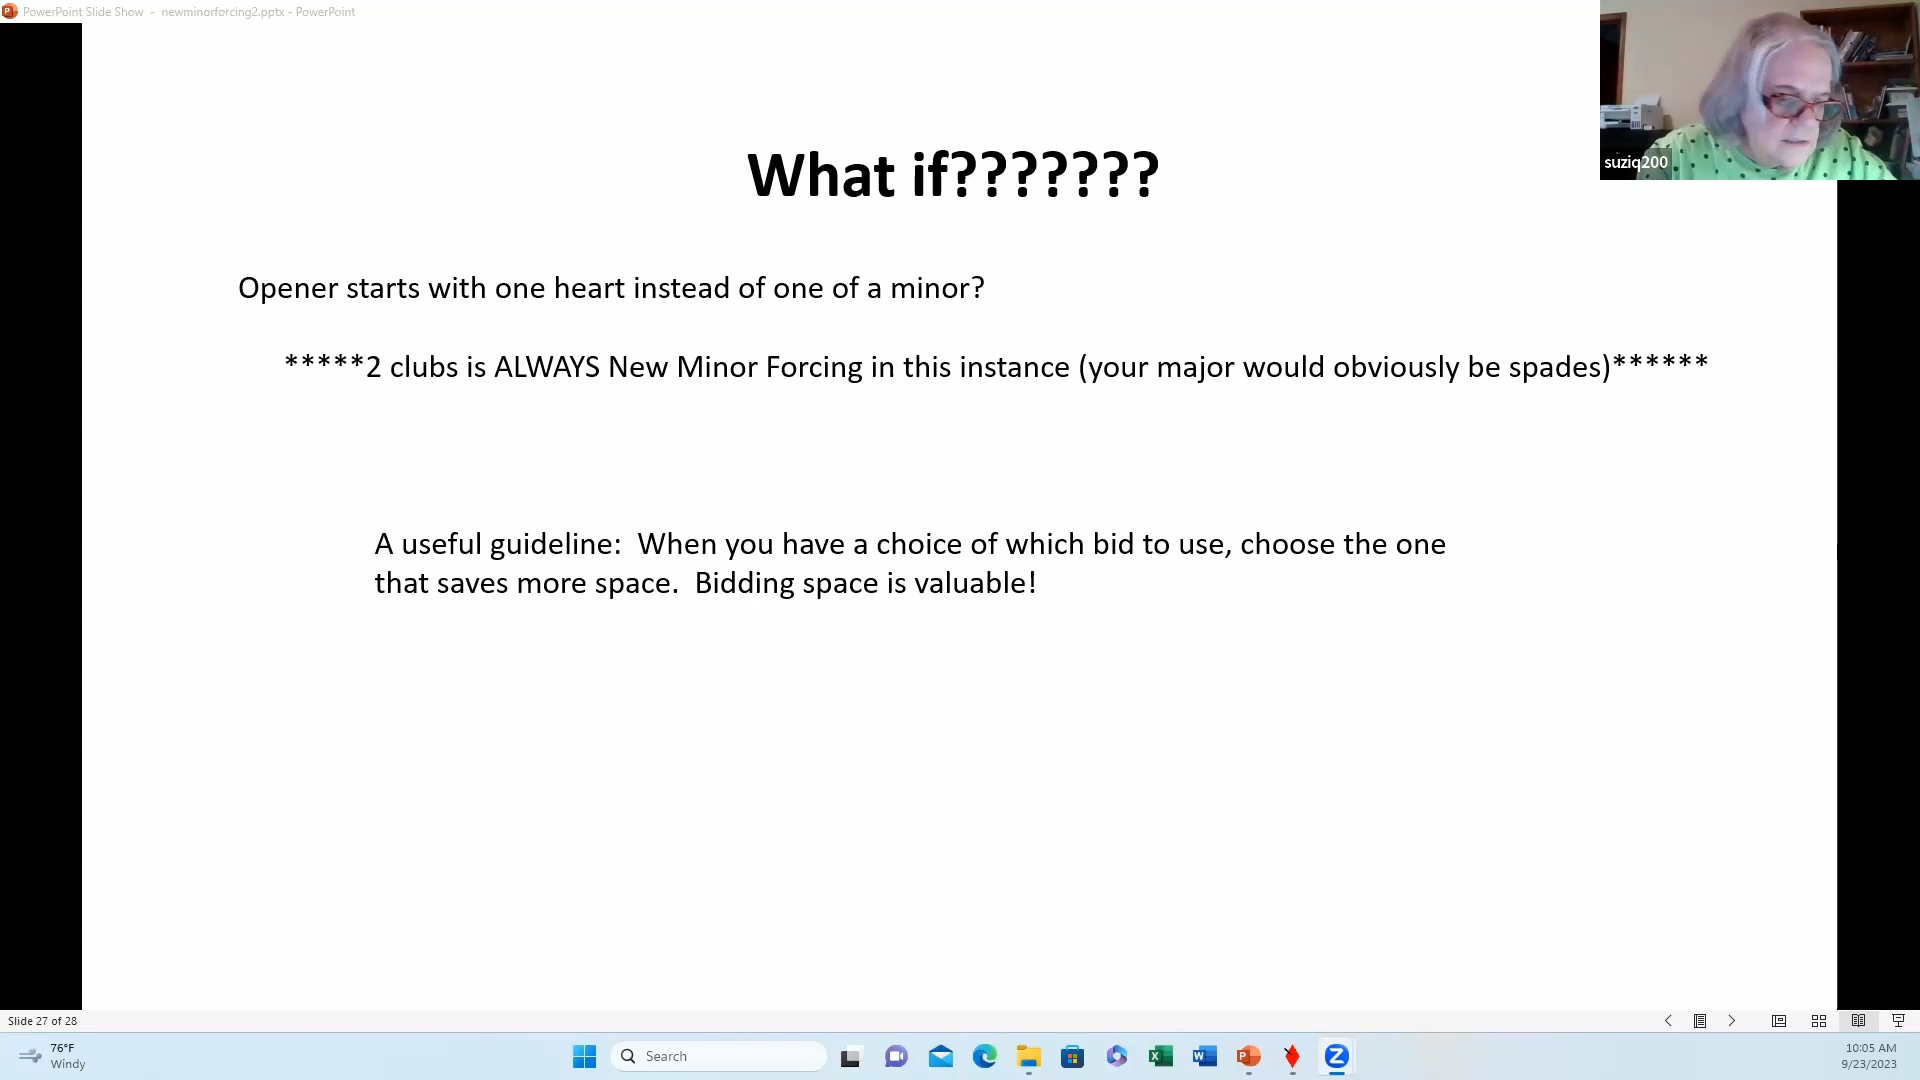 PowerPoint Slide Show - newminorforcing2.pptx - PowerPoint
suziq200
What if???????
Opener starts with one heart instead of one of a minor?
*****2 clubs is ALWAYS New Minor Forcing in this instance (your major would obviously be spades)******
A useful guideline: When you have a choice of which bid to use, choose the one
that saves more space. Bidding space is valuable!
Slide 27 of 28
76°F
Windy
Search
10:05 AM
9/23/2023